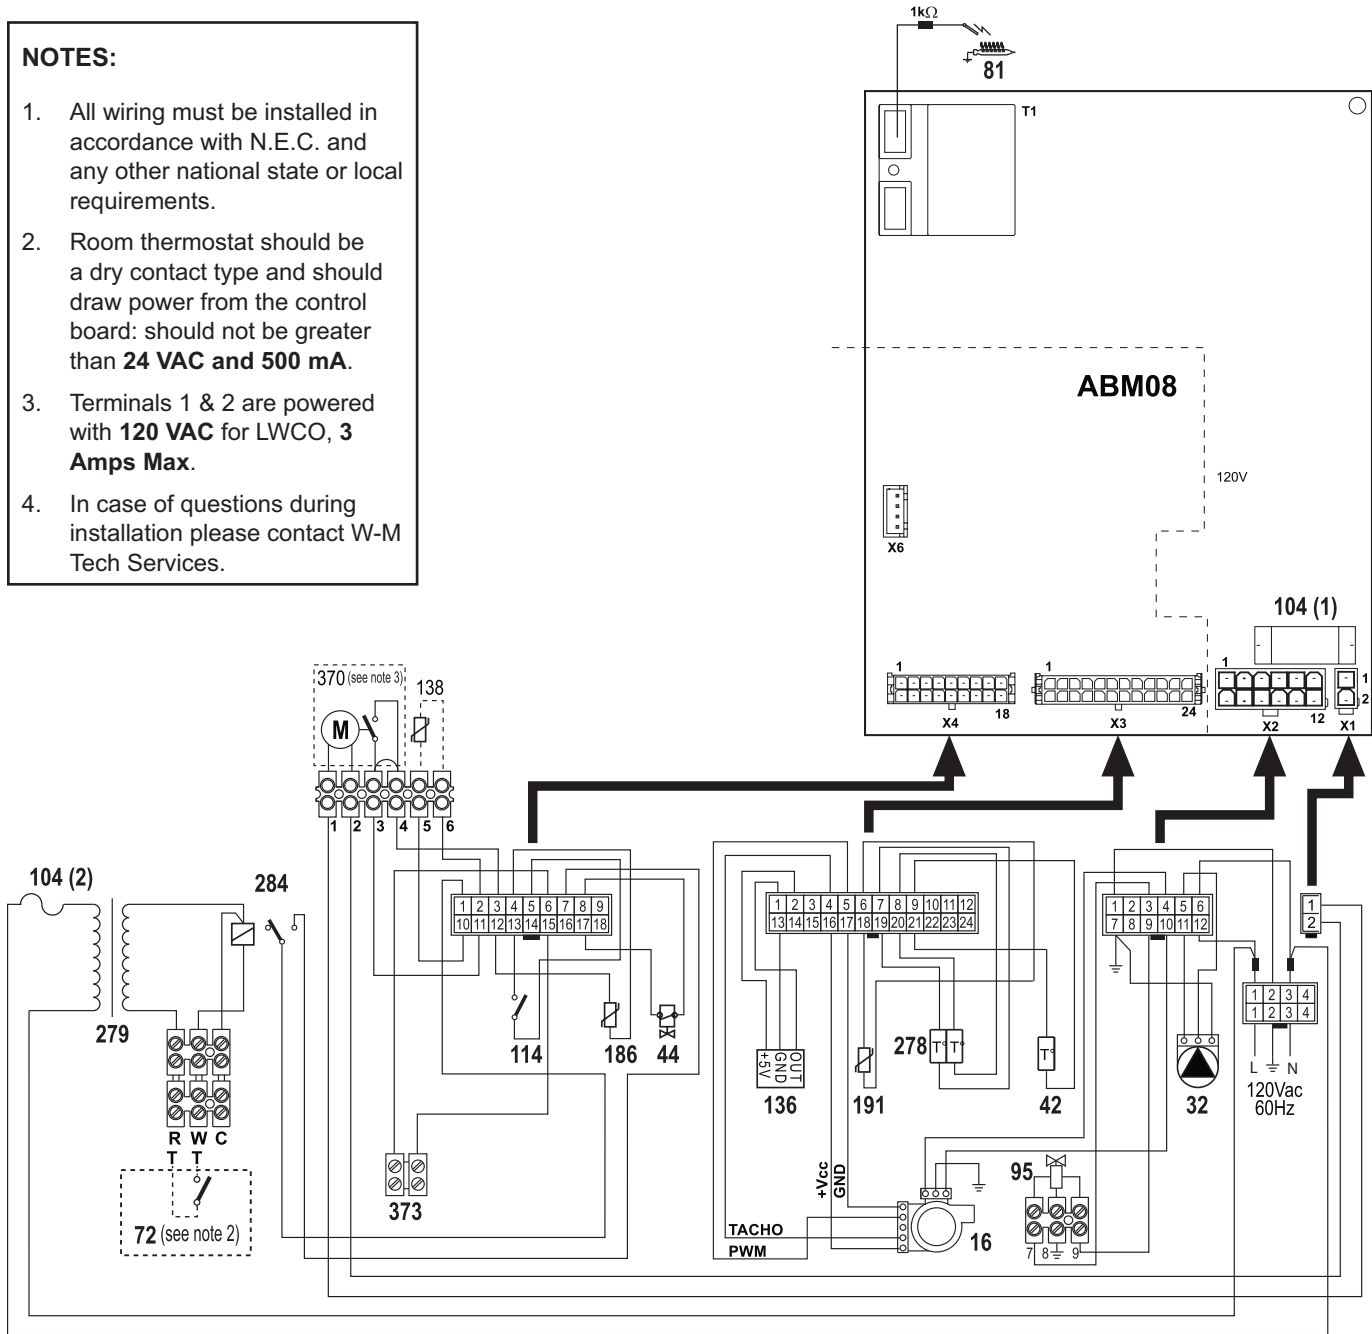 NOTES:
1. All wiring must be installed in
accordance with N.E.C. and
any other national state or local
requirements.
2. Room thermostat should be
a dry contact type and should
draw power from the control
board: should not be greater
than 24 VAC and 500 mA.
3. Terminals 1 & 2 are powered
with 120 VAC for LWCO, 3
Amps Max.
4. In case of questions during
installation please contact W-M
Tech Services.
1kΩ
81
T1
ABM08
120V
X6
104 (1)
1
18
X4
1
24
X3
1
12
X2
1
2
X1
370 (see note 3)
138
M
1 2 3 4 5 6
104 (2)
284
279
1 2 3 4 5 6 7 8 9
10 11 12 13 14 15 16 17 18
1 2 3 4 5 6 7 8 9 10 11 12
13 14 15 16 17 18 19 20 21 22 23 24
1 2 3 4 5 6
7 8 9 10 11 12
1
2
1 2 3 4
1 2 3 4
L N
120Vac
60Hz
114
186
44
+5V
GND
OUT
136
191
278
T° T°
T°
42
32
R W C
T T
72 (see note 2)
373
+Vcc
GND
TACHO
PWM
16
95
7 8 9